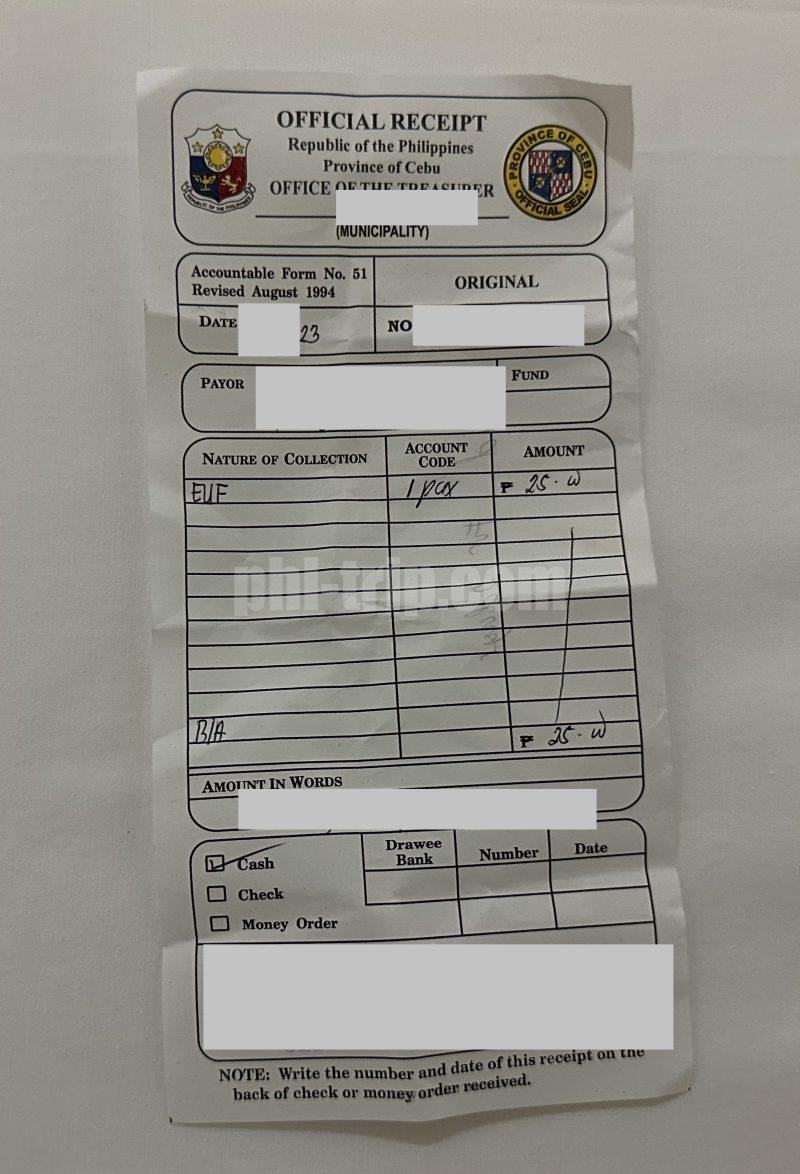 OFFICIAL RECEIPT
Republic of the Philippines
Province of Cebu
OFFICE OF THE TREASURER
(MUNICIPALITY)
REPUBLIC OF THE PHILIPPINES
PROVINCE OF CEBU
OFFICIAL SEAL
Accountable Form No. 51
Revised August 1994
ORIGINAL
DATE 23
NO
PAYOR
FUND
NATURE OF COLLECTION
ACCOUNT CODE
AMOUNT
EUF 1 pax ₱ 25.00
phl-trip.com
B/A ₱ 25.00
AMOUNT IN WORDS
Cash
Check
Money Order
Drawee Bank
Number
Date
NOTE: Write the number and date of this receipt on the
back of check or money order received.